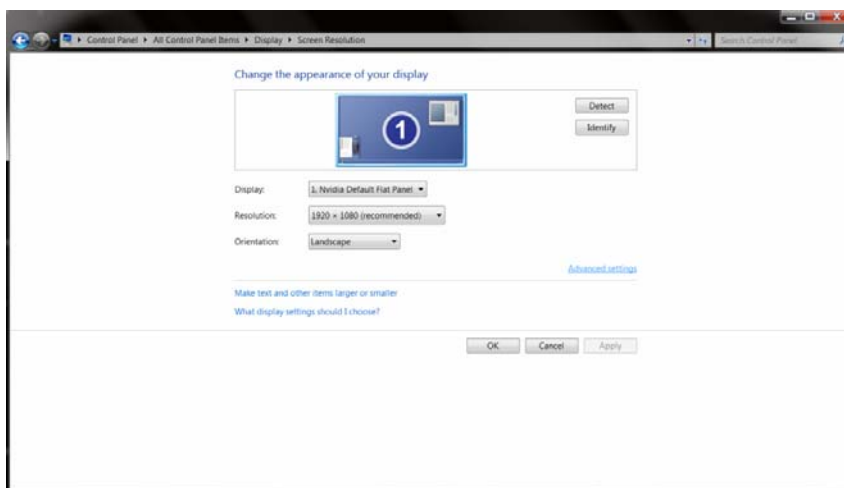 Control Panel ▸ All Control Panel Items ▸ Display ▸ Screen Resolution
Search Control Panel
Change the appearance of your display
1
Detect
Identify
Display:
1. Nvidia Default Flat Panel
Resolution:
1920 × 1080 (recommended)
Orientation:
Landscape
Advanced settings
Make text and other items larger or smaller
What display settings should I choose?
OK
Cancel
Apply